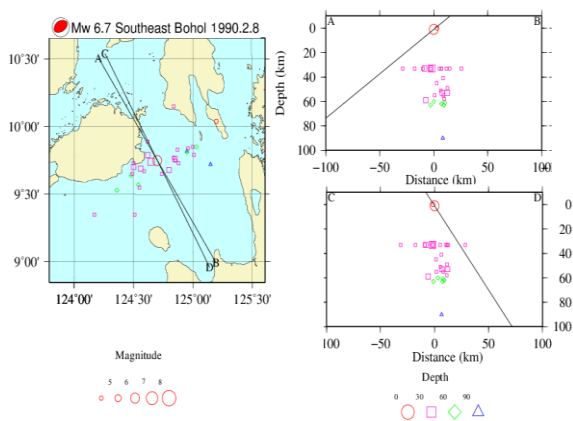 Mw 6.7 Southeast Bohol 1990.2.8
10°30'
10°00'
9°30'
9°00'
124°00' 124°30' 125°00' 125°30'
A
C
D
B
Magnitude
5 6 7 8
A B
0
20
40
60
80
100
Depth (km)
−100 −50 0 50 100
Distance (km)
C D
0
20
40
60
80
100
100 −50 0 50 100
Distance (km)
Depth
0 30 60 90